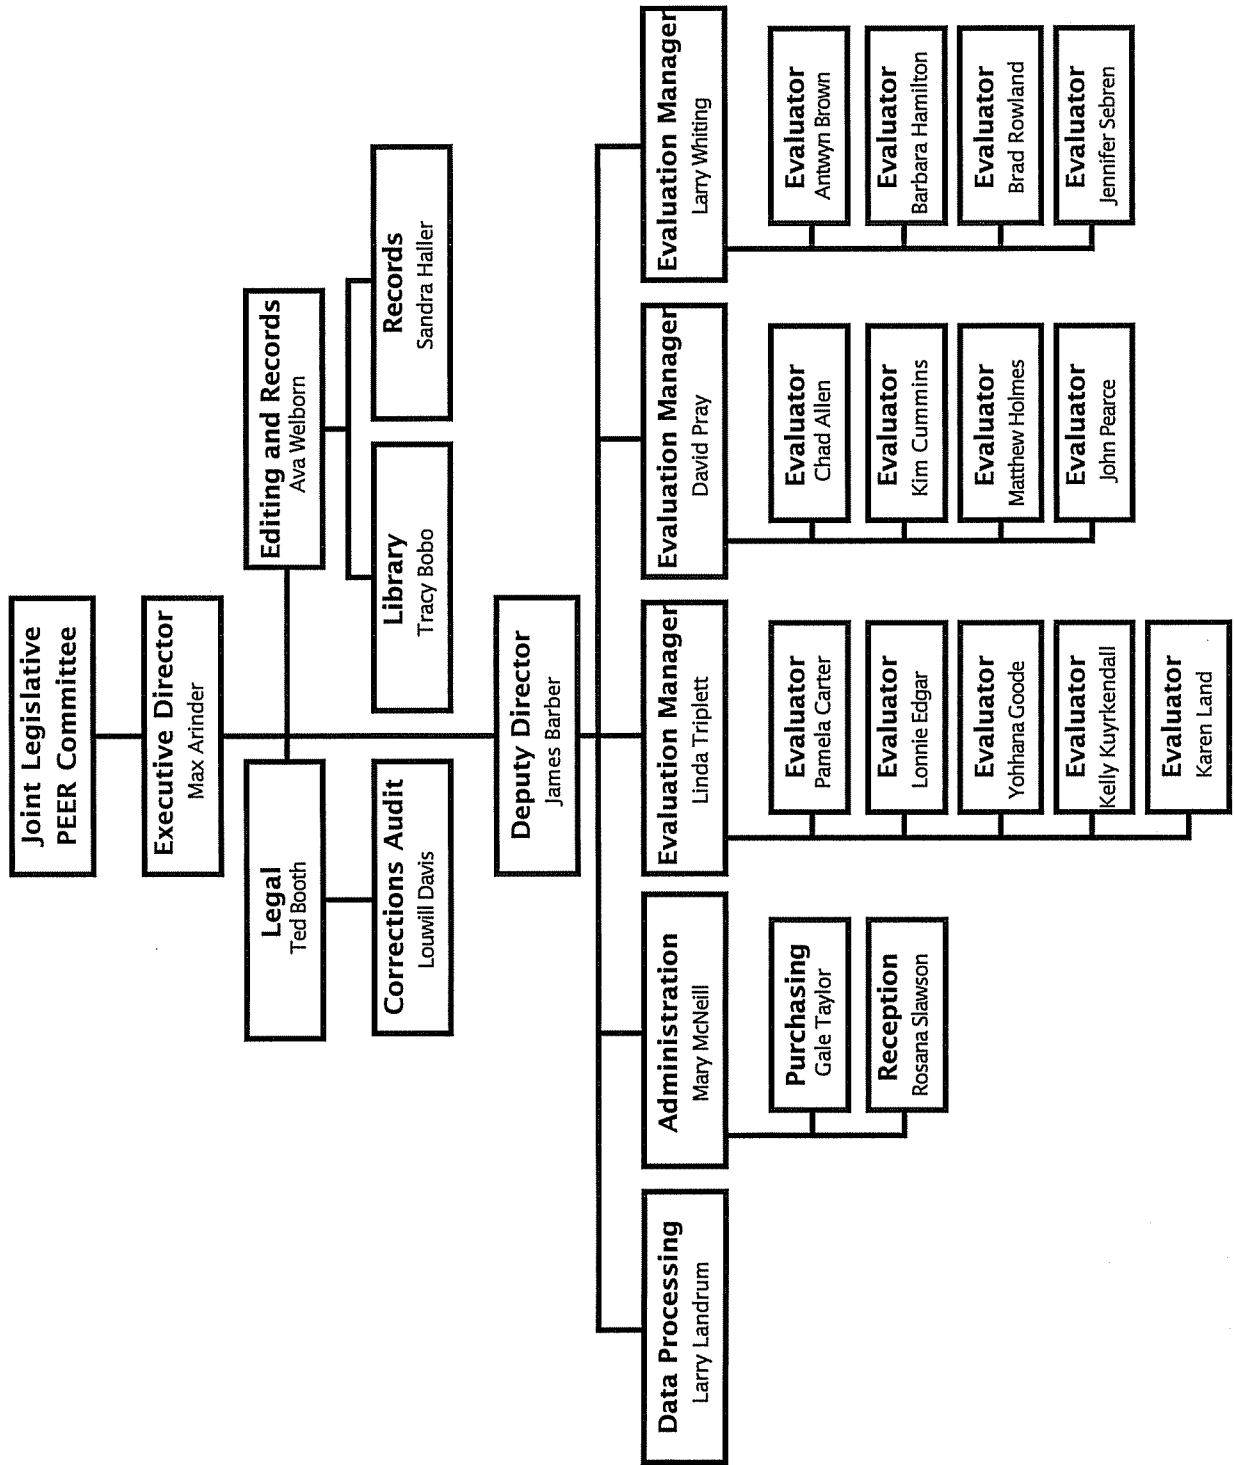 Joint Legislative
PEER Committee
Executive Director
Max Arinder
Legal
Ted Booth
Editing and Records
Ava Welborn
Corrections Audit
Louwill Davis
Library
Tracy Bobo
Records
Sandra Haller
Deputy Director
James Barber
Data Processing
Larry Landrum
Administration
Mary McNeill
Evaluation Manager
Linda Triplett
Evaluation Manager
David Pray
Evaluation Manager
Larry Whiting
Purchasing
Gale Taylor
Reception
Rosana Slawson
Evaluator
Pamela Carter
Evaluator
Lonnie Edgar
Evaluator
Yohhana Goode
Evaluator
Kelly Kuyrkendall
Evaluator
Karen Land
Evaluator
Chad Allen
Evaluator
Kim Cummins
Evaluator
Matthew Holmes
Evaluator
John Pearce
Evaluator
Antwyn Brown
Evaluator
Barbara Hamilton
Evaluator
Brad Rowland
Evaluator
Jennifer Sebren